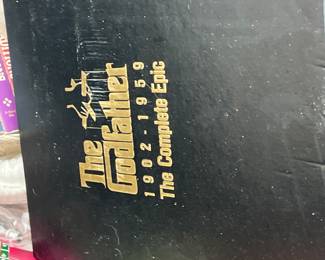 The
Godfather
1902-1959
The Complete Epic